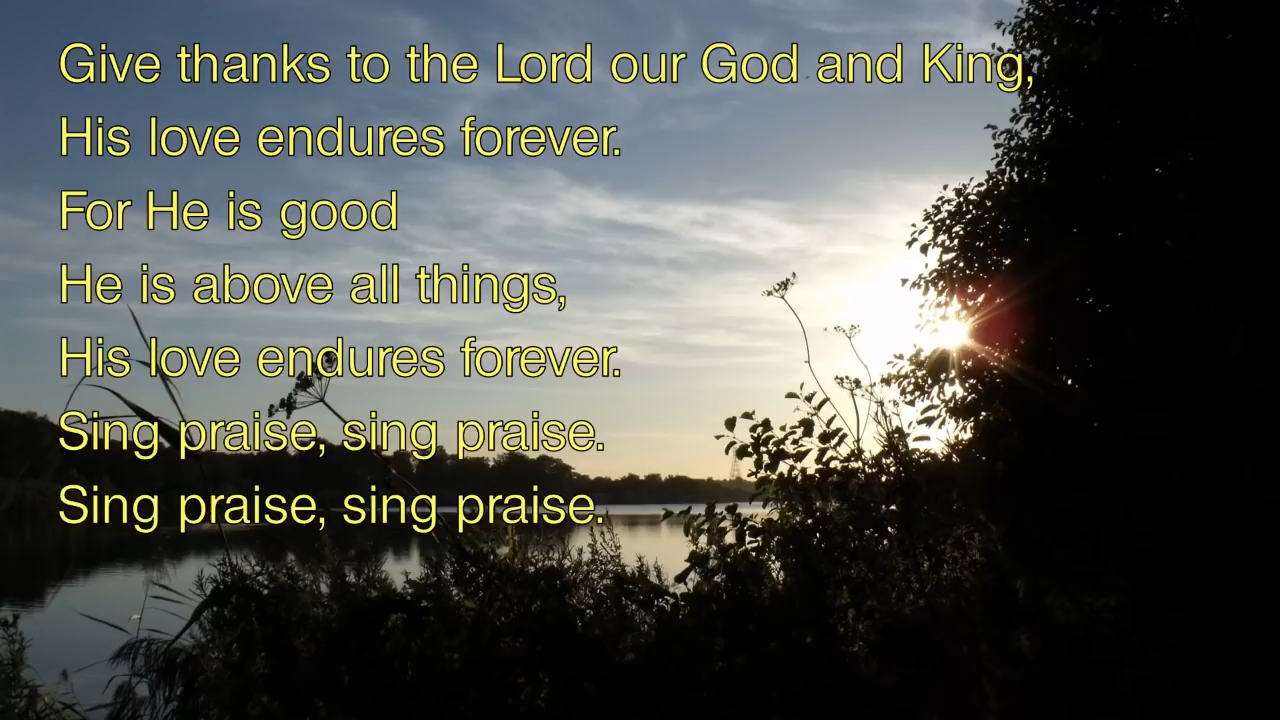 Give thanks to the Lord our God and King,
His love endures forever.
For He is good
He is above all things,
His love endures forever.
Sing praise, sing praise.
Sing praise, sing praise.